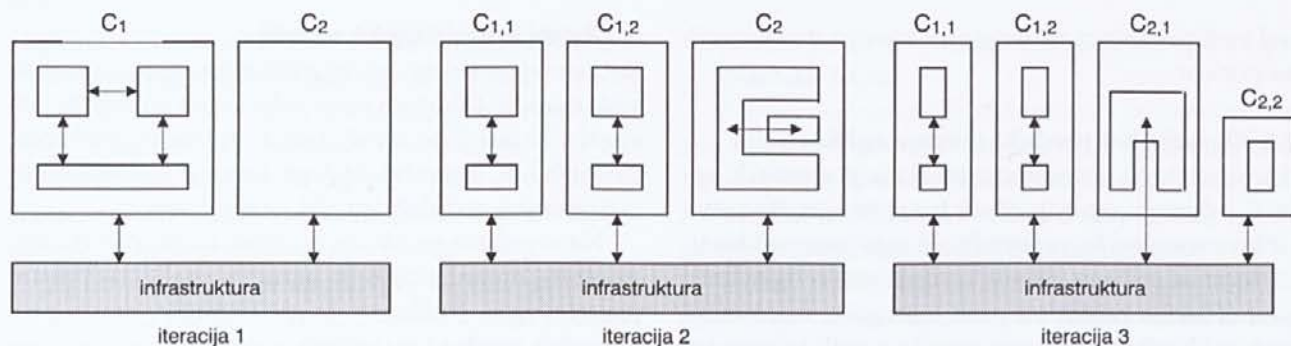 C1 C2 C1,1 C1,2 C2 C1,1 C1,2 C2,1
C2,2
infrastruktura infrastruktura infrastruktura
iteracija 1 iteracija 2 iteracija 3